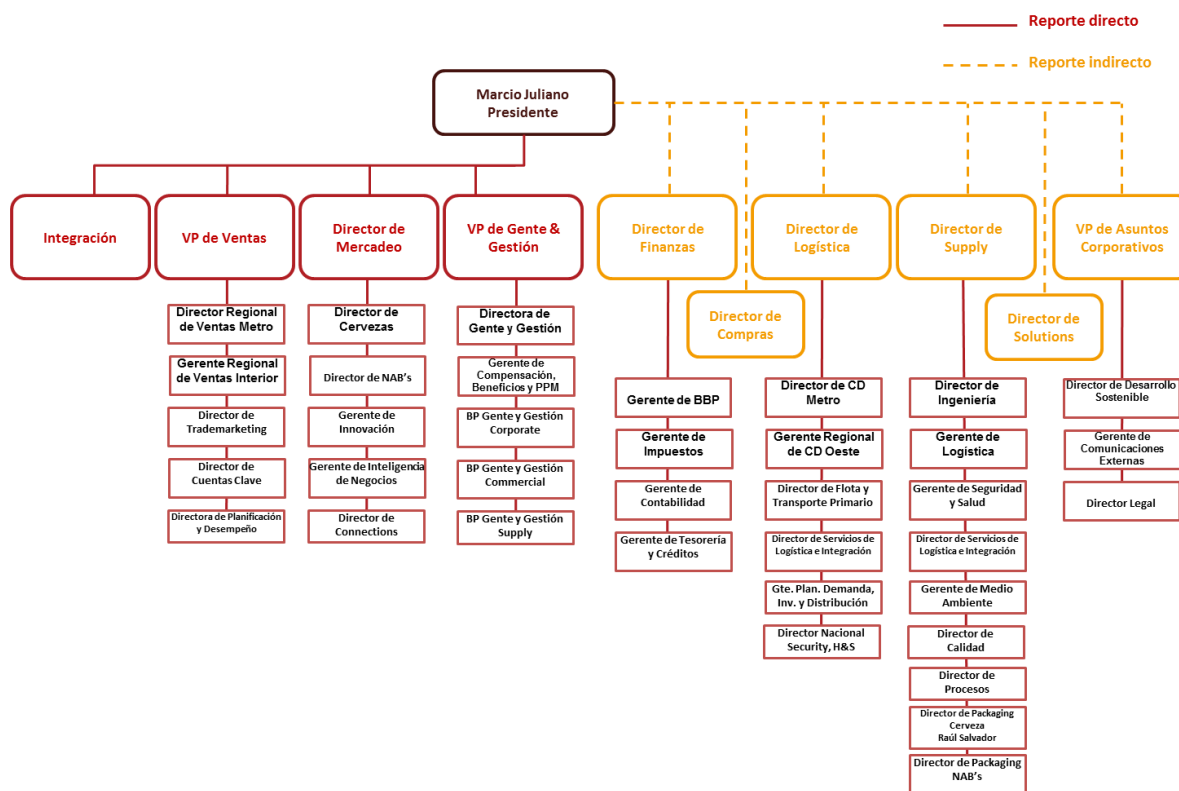 Reporte directo
Reporte indirecto
Marcio Juliano
Presidente
Integración
VP de Ventas
Director de
Mercadeo
VP de Gente &
Gestión
Director de
Finanzas
Director de
Logística
Director de
Supply
VP de Asuntos
Corporativos
Director de
Compras
Director de
Solutions
Director Regional
de Ventas Metro
Gerente Regional
de Ventas Interior
Director de
Trademarketing
Director de
Cuentas Clave
Directora de Planificación
y Desempeño
Director de
Cervezas
Director de NAB's
Gerente de
Innovación
Gerente de Inteligencia
de Negocios
Director de
Connections
Directora de
Gente y Gestión
Gerente de
Compensación,
Beneficios y PPM
BP Gente y Gestión
Corporate
BP Gente y Gestión
Commercial
BP Gente y Gestión
Supply
Gerente de BBP
Gerente de
Impuestos
Gerente de
Contabilidad
Gerente de Tesorería
y Créditos
Director de CD
Metro
Gerente Regional
de CD Oeste
Director de Flota y
Transporte Primario
Director de Servicios de
Logística e Integración
Gte. Plan. Demanda,
Inv. y Distribución
Director Nacional
Security, H&S
Director de
Ingeniería
Gerente de
Logística
Gerente de Seguridad
y Salud
Director de Servicios de
Logística e Integración
Gerente de Medio
Ambiente
Director de
Calidad
Director de
Procesos
Director de Packaging
Cerveza
Raúl Salvador
Director de Packaging
NAB's
Director de Desarrollo
Sostenible
Gerente de
Comunicaciones
Externas
Director Legal